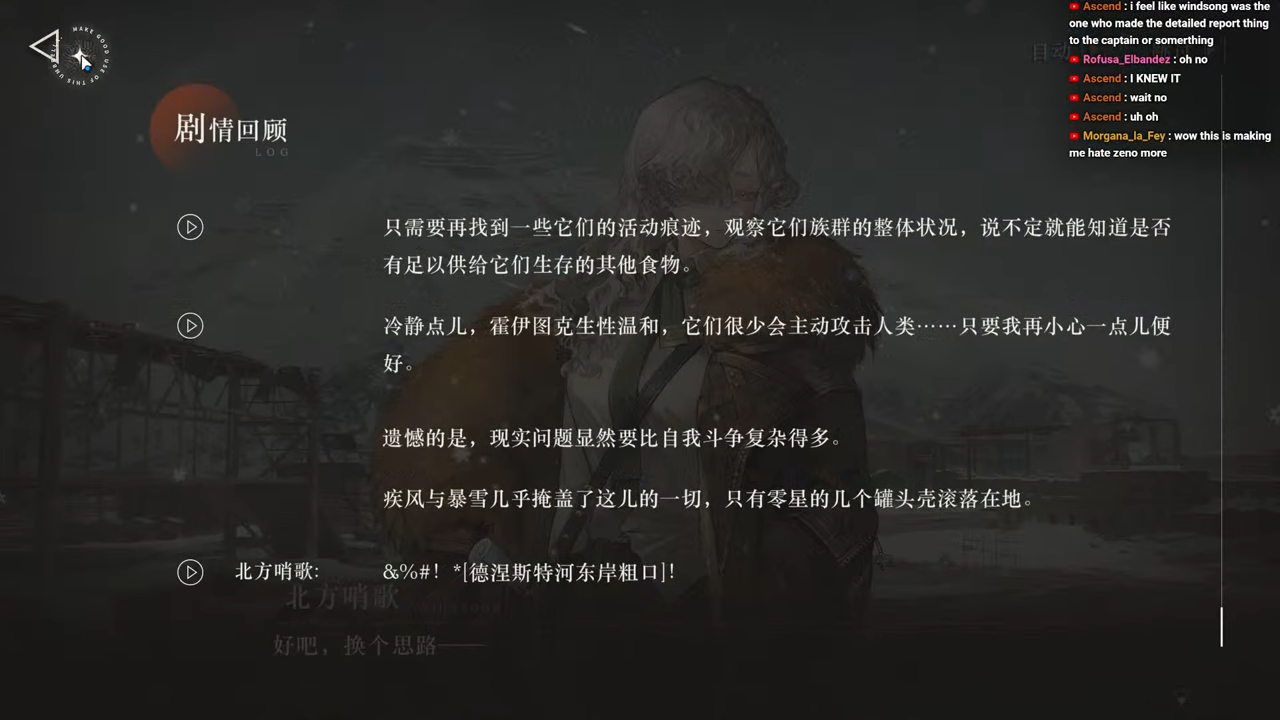 MAKE GOOD USE OF THIS UMBRELLA
自动
Ascend : i feel like windsong was the
one who made the detailed report thing
to the captain or somerthing
Rofusa_Elbandez : oh no
Ascend : I KNEW IT
Ascend : wait no
Ascend : uh oh
Morgana_la_Fey : wow this is making
me hate zeno more
剧情回顾
LOG
只需要再找到一些它们的活动痕迹，观察它们族群的整体状况，说不定就能知道是否
有足以供给它们生存的其他食物。
冷静点儿，霍伊图克生性温和，它们很少会主动攻击人类……只要我再小心一点儿便
好。
遗憾的是，现实问题显然要比自我斗争复杂得多。
疾风与暴雪几乎掩盖了这儿的一切，只有零星的几个罐头壳滚落在地。
北方哨歌： &%#！*[德涅斯特河东岸粗口]！
北方哨歌
好吧，换个思路——